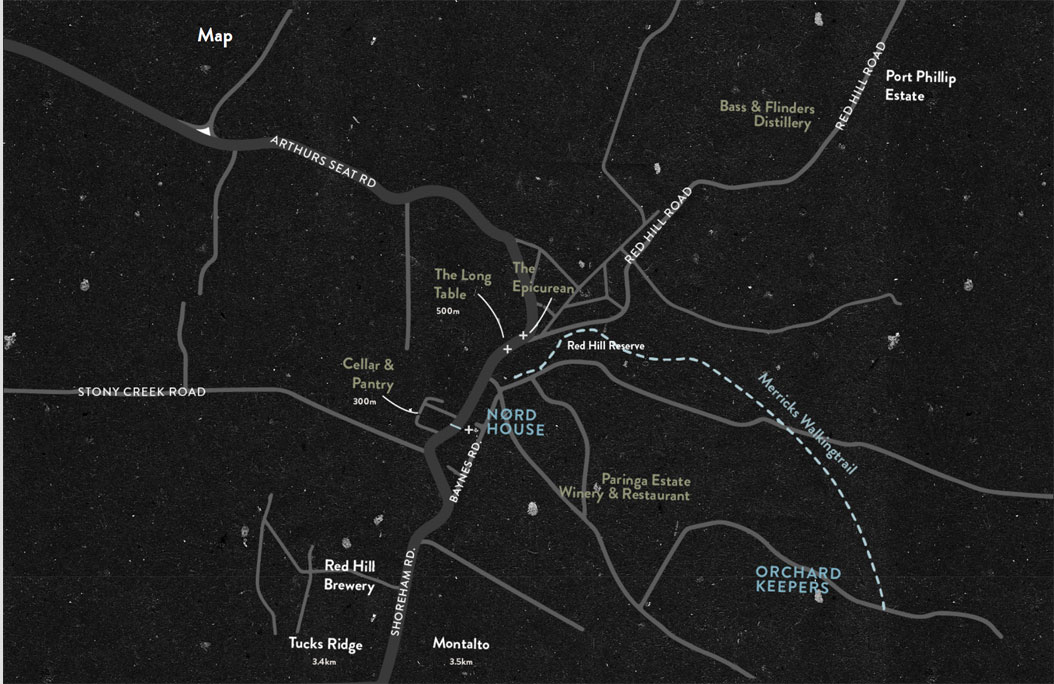 Map
Port Phillip
Estate
RED HILL ROAD
Bass & Flinders
Distillery
ARTHURS SEAT RD
RED HILL ROAD
The Long
Table
500m
The
Epicurean
Red Hill Reserve
Cellar &
Pantry
300m
STONY CREEK ROAD
Merricks Walkingtrail
NØRD
HOUSE
BAYNES RD.
Paringa Estate
Winery & Restaurant
Red Hill
Brewery
SHOREHAM RD.
ORCHARD
KEEPERS
Tucks Ridge
3.4km
Montalto
3.5km